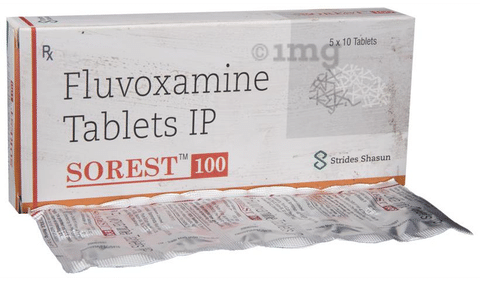 ©1mg
5 x 10 Tablets
Rx
Fluvoxamine
Tablets IP
SOREST™ 100
Strides Shasun